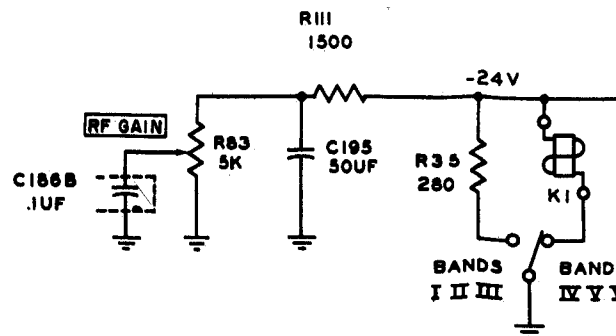 R111
1500
-24V
RF GAIN
R83
5K
C195
50UF
R35
280
C186B
.1UF
K1
BANDS
I II III
BAND
IV V